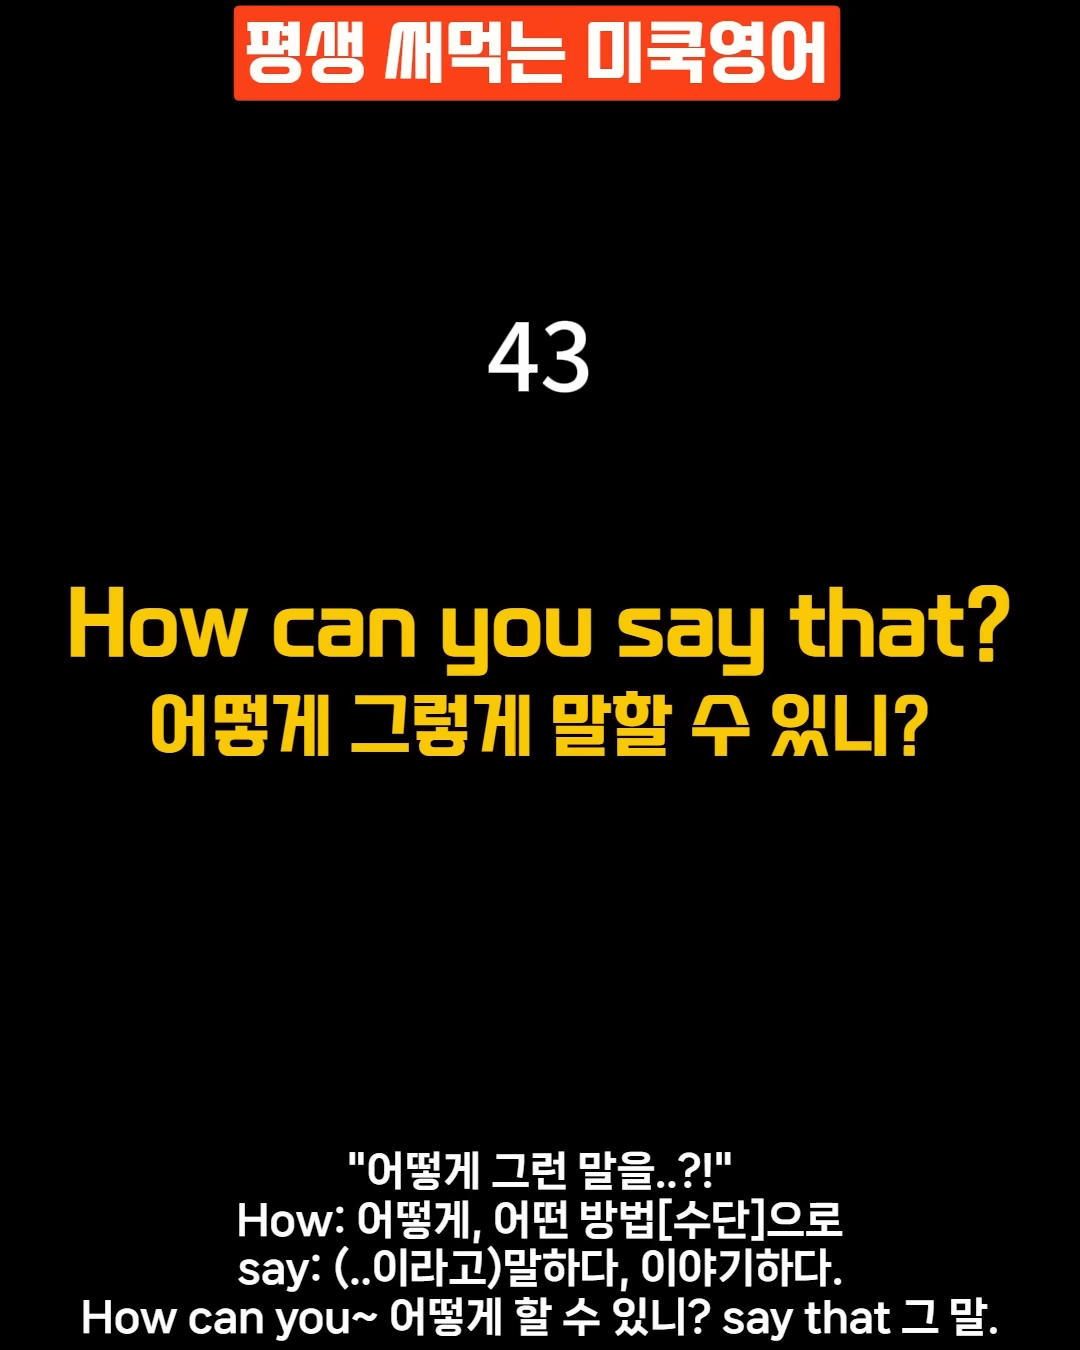 평생 써먹는 미쿡영어
43
How can you say that?
어떻게 그렇게 말할 수 있니?
"어떻게 그런 말을..?!"
How: 어떻게, 어떤 방법[수단]으로
say: (..이라고)말하다, 이야기하다.
How can you~ 어떻게 할 수 있니? say that 그 말.